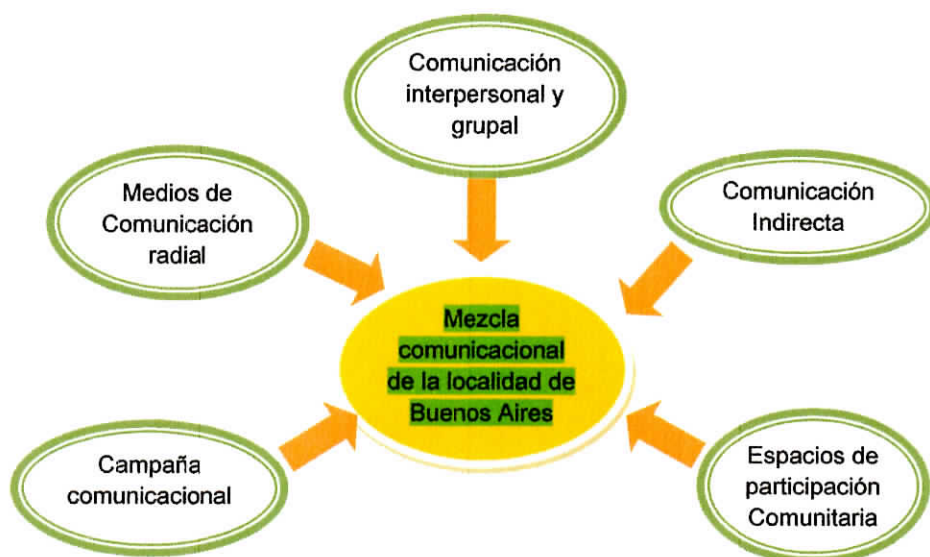 Comunicación
interpersonal y
grupal
Medios de
Comunicación
radial
Comunicación
Indirecta
Mezcla
comunicacional
de la localidad de
Buenos Aires
Campaña
comunicacional
Espacios de
participación
Comunitaria